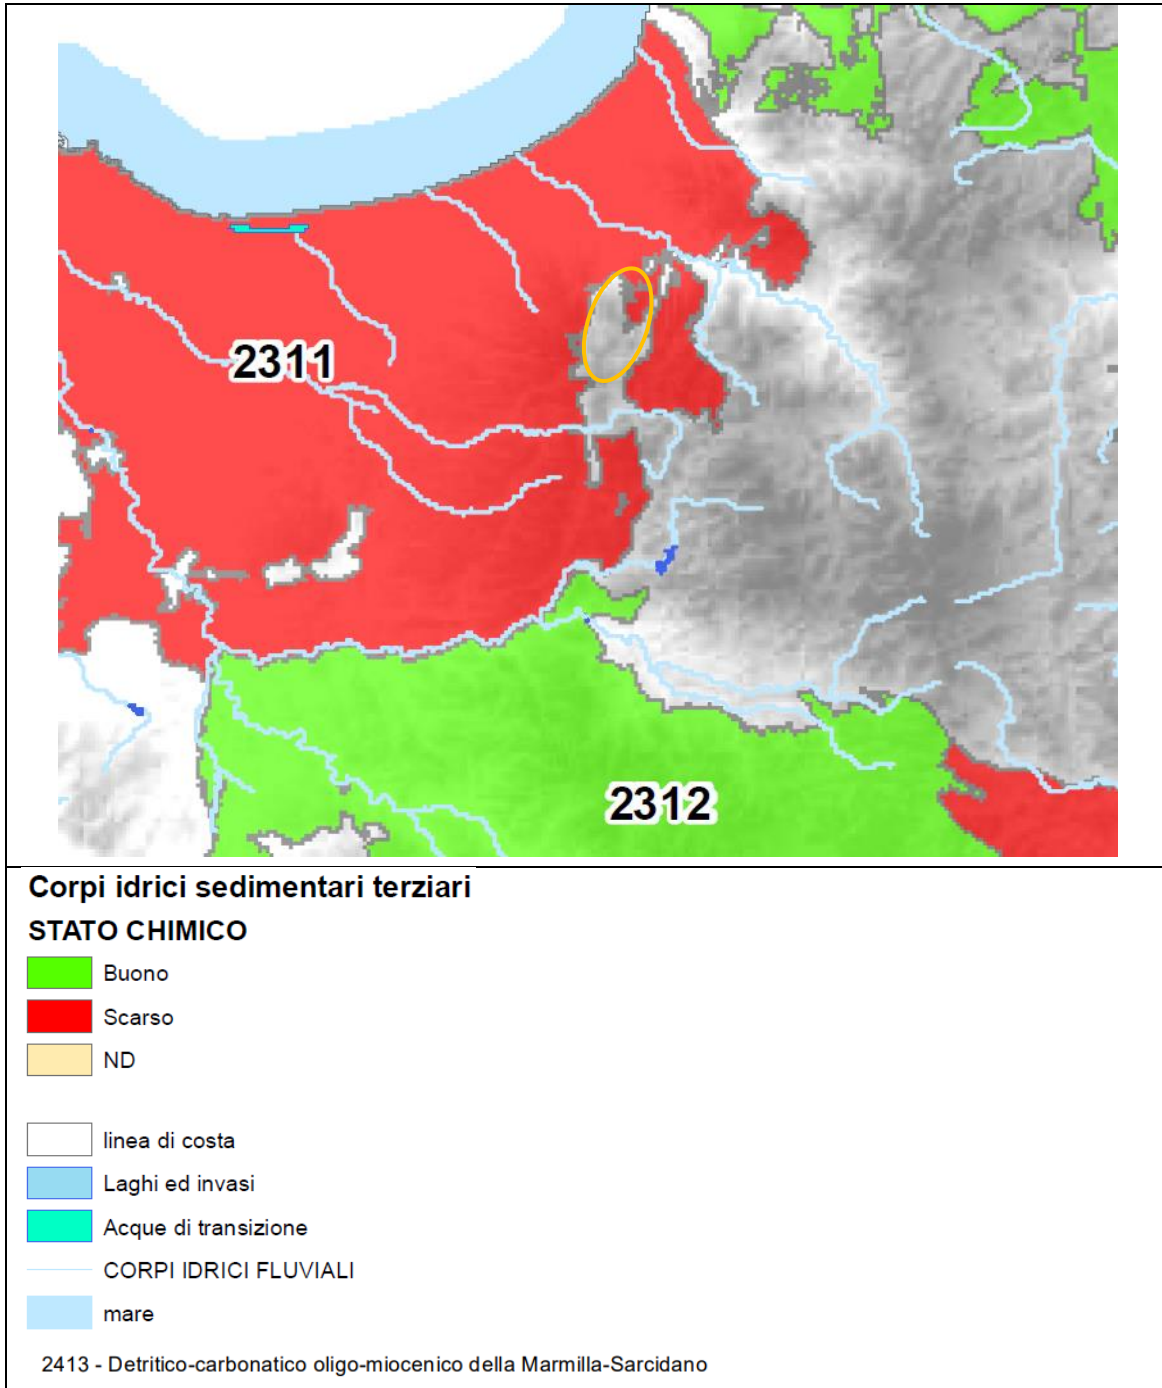 2311
2312
Corpi idrici sedimentari terziari
STATO CHIMICO
Buono
Scarso
ND
linea di costa
Laghi ed invasi
Acque di transizione
CORPI IDRICI FLUVIALI
mare
2413 - Detritico-carbonatico oligo-miocenico della Marmilla-Sarcidano